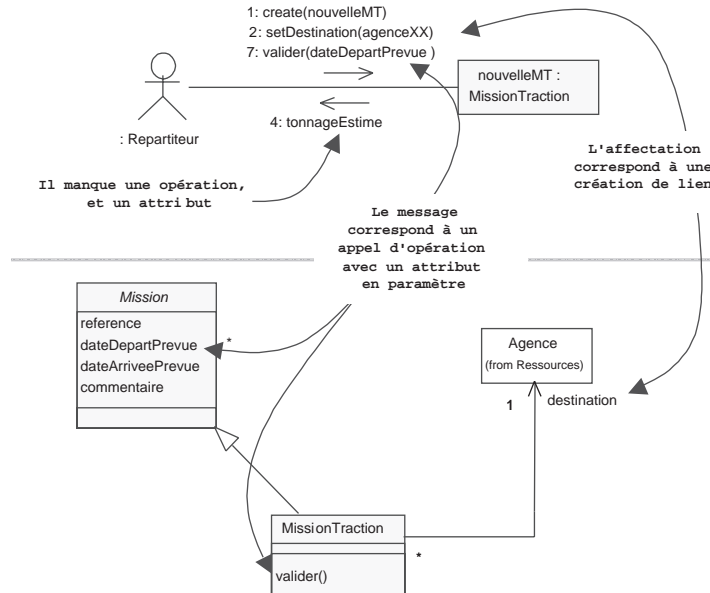 1: create(nouvelleMT)
2: setDestination(agenceXX)
7: valider(dateDepartPrevue )
nouvelleMT :
MissionTraction
4: tonnageEstime
: Repartiteur
L'affectation
correspond à une
création de lien
Il manque une opération,
et un attribut
Le message
correspond à un
appel d'opération
avec un attribut
en paramètre
Mission
reference
dateDepartPrevue
dateArriveePrevue
commentaire
*
Agence
(from Ressources)
1
destination
MissionTraction
*
valider()